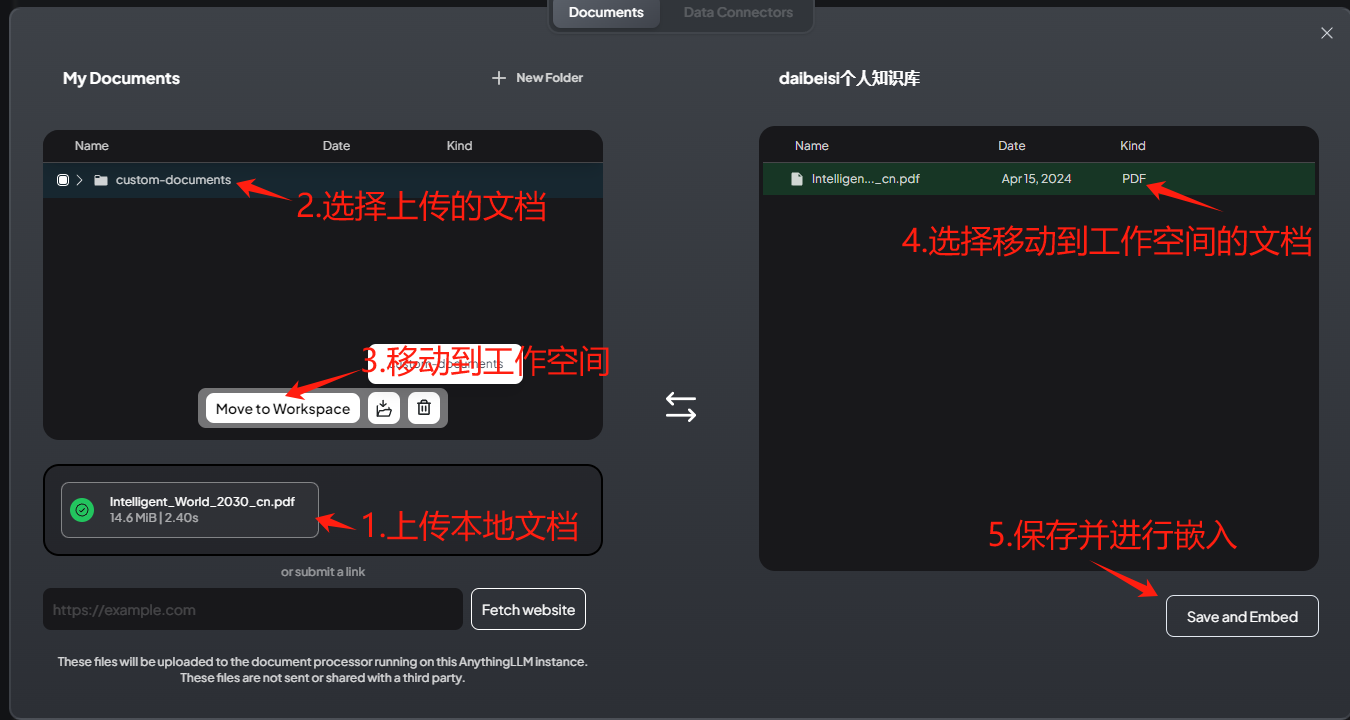 Documents
Data Connectors
My Documents
New Folder
Name Date Kind
custom-documents
2.选择上传的文档
3.移动到工作空间
custom-documents
Move to Workspace
Intelligent_World_2030_cn.pdf
14.6 MiB | 2.40s
1.上传本地文档
or submit a link
https://example.com
Fetch website
These files will be uploaded to the document processor running on this AnythingLLM instance.
These files are not sent or shared with a third party.
daibeisi个人知识库
Name Date Kind
Intelligen..._cn.pdf Apr 15, 2024 PDF
4.选择移动到工作空间的文档
5.保存并进行嵌入
Save and Embed